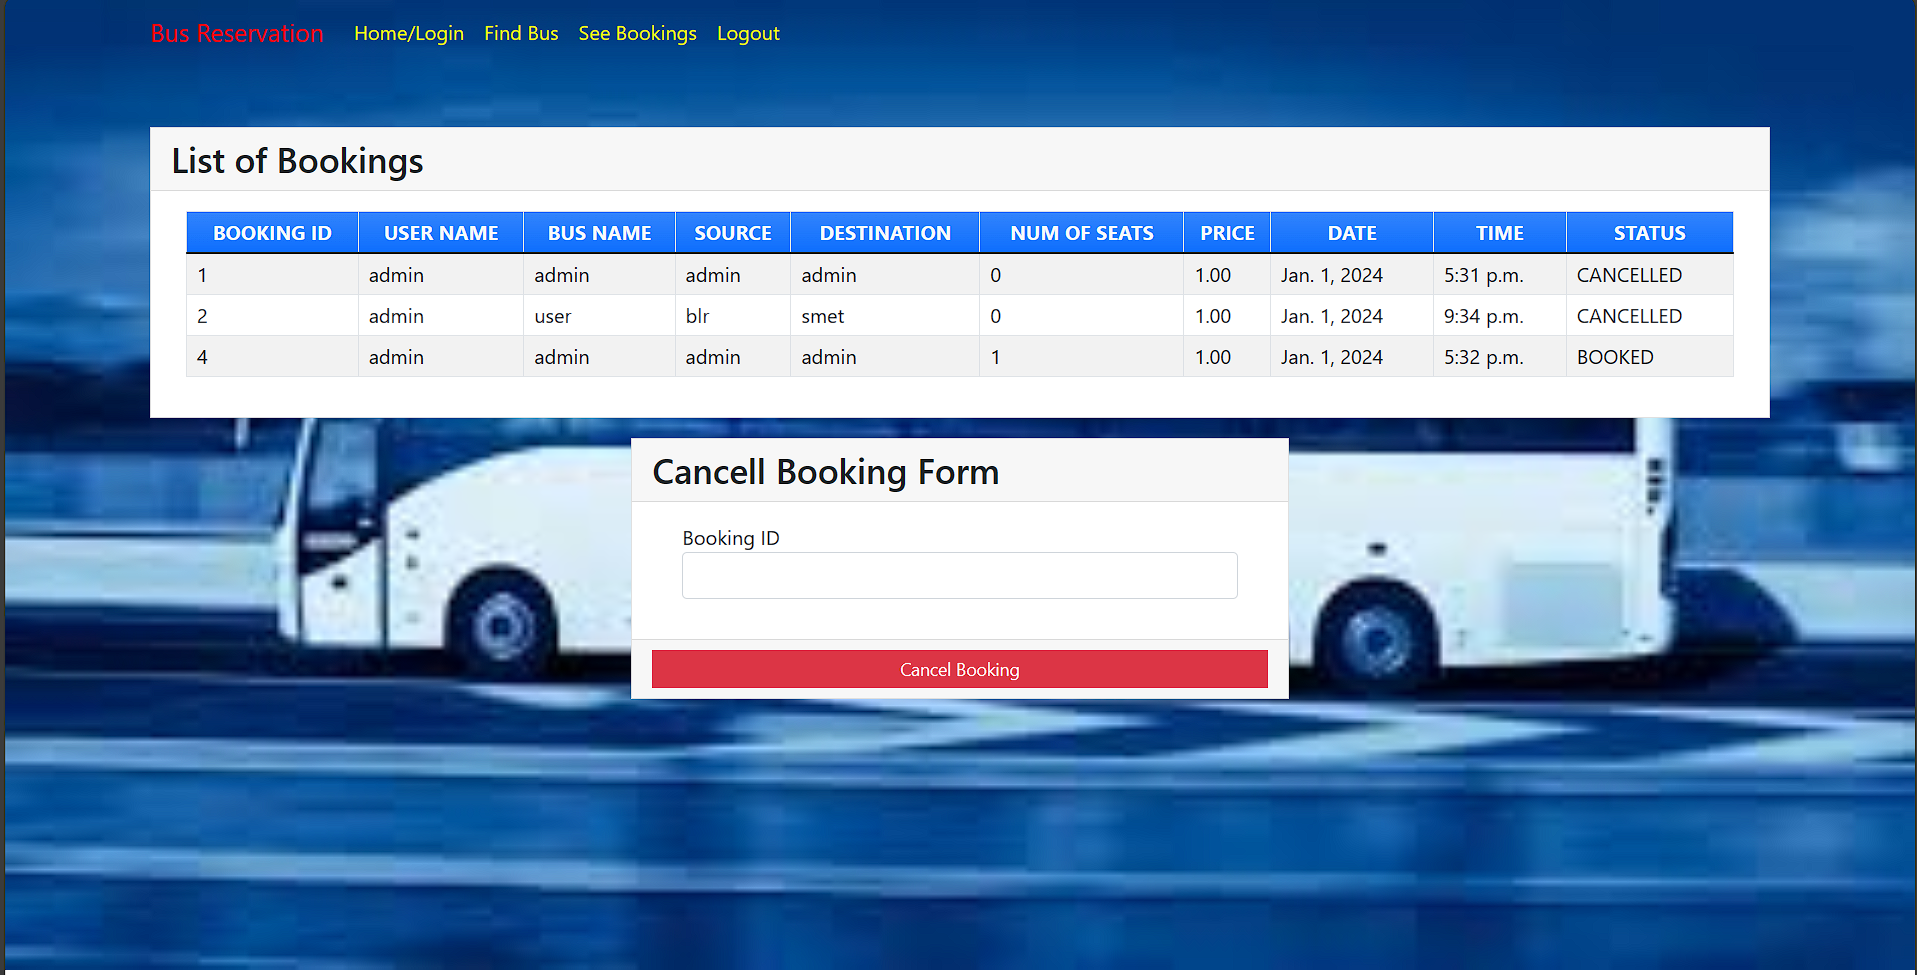 Bus Reservation Home/Login Find Bus See Bookings Logout
List of Bookings
BOOKING ID USER NAME BUS NAME SOURCE DESTINATION NUM OF SEATS PRICE DATE TIME STATUS
1 admin admin admin admin 0 1.00 Jan. 1, 2024 5:31 p.m. CANCELLED
2 admin user blr smet 0 1.00 Jan. 1, 2024 9:34 p.m. CANCELLED
4 admin admin admin admin 1 1.00 Jan. 1, 2024 5:32 p.m. BOOKED
Cancell Booking Form
Booking ID
Cancel Booking